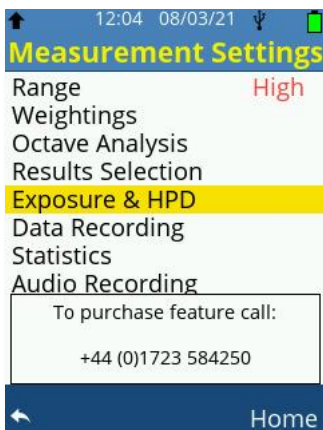 12:04 08/03/21
Measurement Settings
Range High
Weightings
Octave Analysis
Results Selection
Exposure & HPD
Data Recording
Statistics
Audio Recording
To purchase feature call:
+44 (0)1723 584250
Home